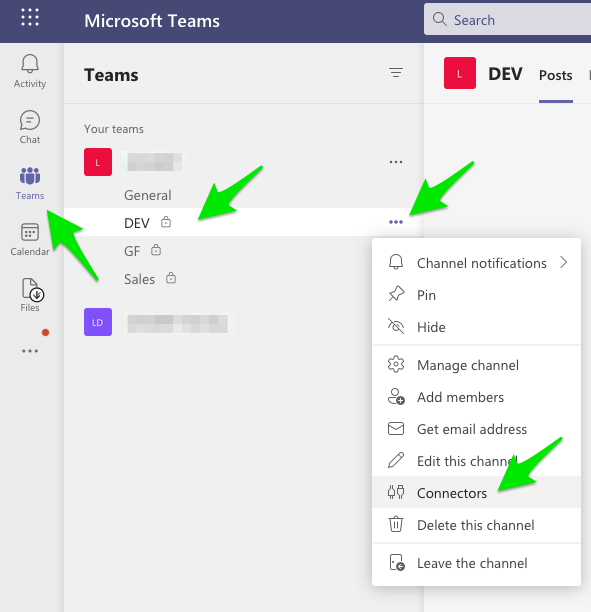 Microsoft Teams
Search
Activity
Chat
Teams
Calendar
Files
Teams
Your teams
L
General
DEV
GF
Sales
LD
L
DEV
Posts
Channel notifications
Pin
Hide
Manage channel
Add members
Get email address
Edit this channel
Connectors
Delete this channel
Leave the channel